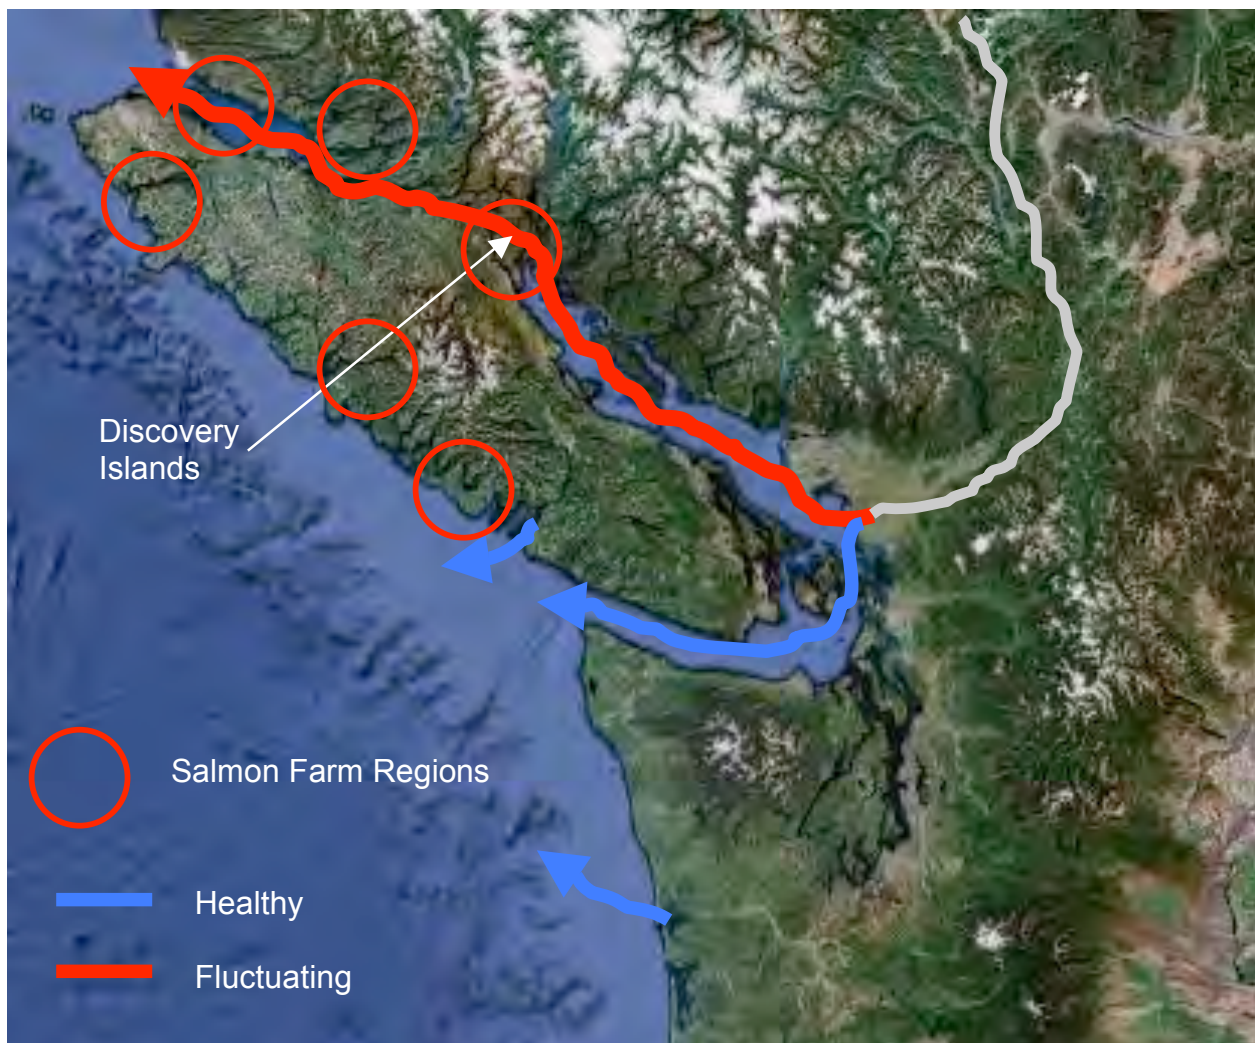 Discovery
Islands
Salmon Farm Regions
Healthy
Fluctuating